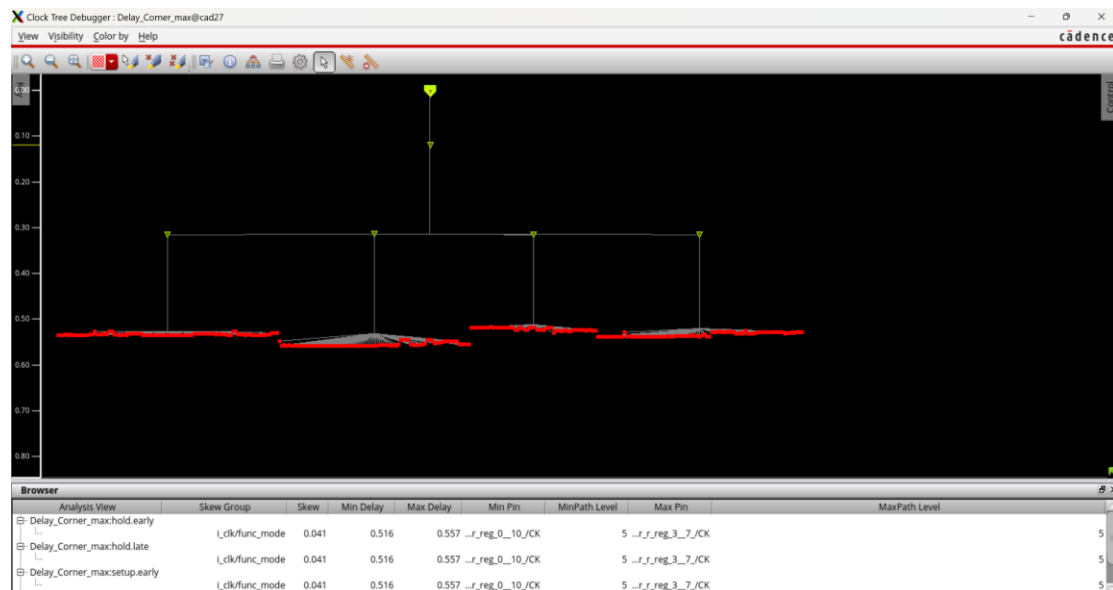 Clock Tree Debugger : Delay_Corner_max@cad27
View Visibility Color by Help
cādence
Key
Control
0.00
0.10
0.20
0.30
0.40
0.50
0.60
0.70
0.80
Browser
Analysis View Skew Group Skew Min Delay Max Delay Min Pin MinPath Level Max Pin MaxPath Level
Delay_Corner_max:hold.early
i_clk/func_mode 0.041 0.516 0.557 ...r_reg_0__10_/CK 5 ...r_r_reg_3__7_/CK 5
Delay_Corner_max:hold.late
i_clk/func_mode 0.041 0.516 0.557 ...r_reg_0__10_/CK 5 ...r_r_reg_3__7_/CK 5
Delay_Corner_max:setup.early
i_clk/func_mode 0.041 0.516 0.557 ...r_reg_0__10_/CK 5 ...r_r_reg_3__7_/CK 5